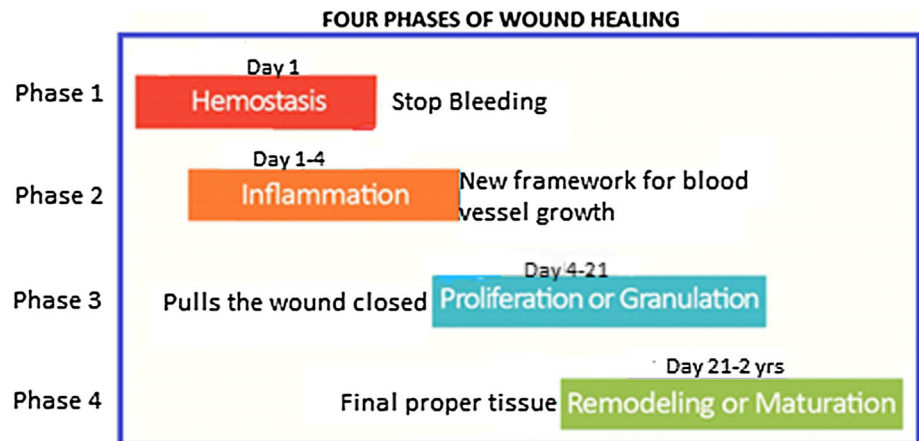 FOUR PHASES OF WOUND HEALING
Day 1
Phase 1
Hemostasis
Stop Bleeding
Day 1-4
Phase 2
Inflammation
New framework for blood
vessel growth
Day 4-21
Phase 3
Pulls the wound closed
Proliferation or Granulation
Day 21-2 yrs
Phase 4
Final proper tissue
Remodeling or Maturation